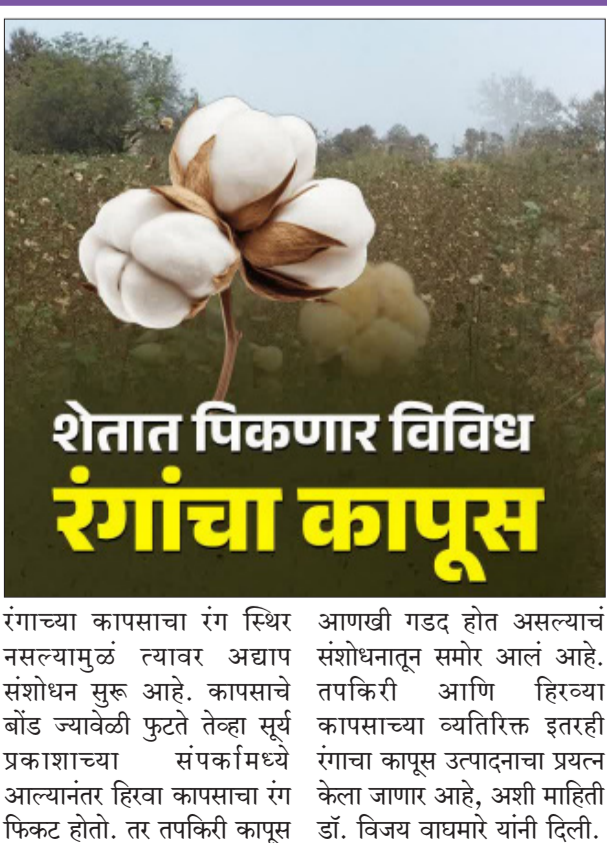 शेतात पिकणार विविध
रंगांचा कापूस
रंगाच्या कापसाचा रंग स्थिर
नसल्यामुळं त्यावर अद्याप
संशोधन सुरू आहे. कापसाचे
बोंड ज्यावेळी फुटते तेव्हा सूर्य
प्रकाशाच्या संपर्कामध्ये
आल्यानंतर हिरवा कापसाचा रंग
फिकट होतो. तर तपकिरी कापूस
आणखी गडद होत असल्याचं
संशोधनातून समोर आलं आहे.
तपकिरी आणि हिरव्या
कापसाच्या व्यतिरिक्त इतरही
रंगाचा कापूस उत्पादनाचा प्रयत्न
केला जाणार आहे, अशी माहिती
डॉ. विजय वाघमारे यांनी दिली.